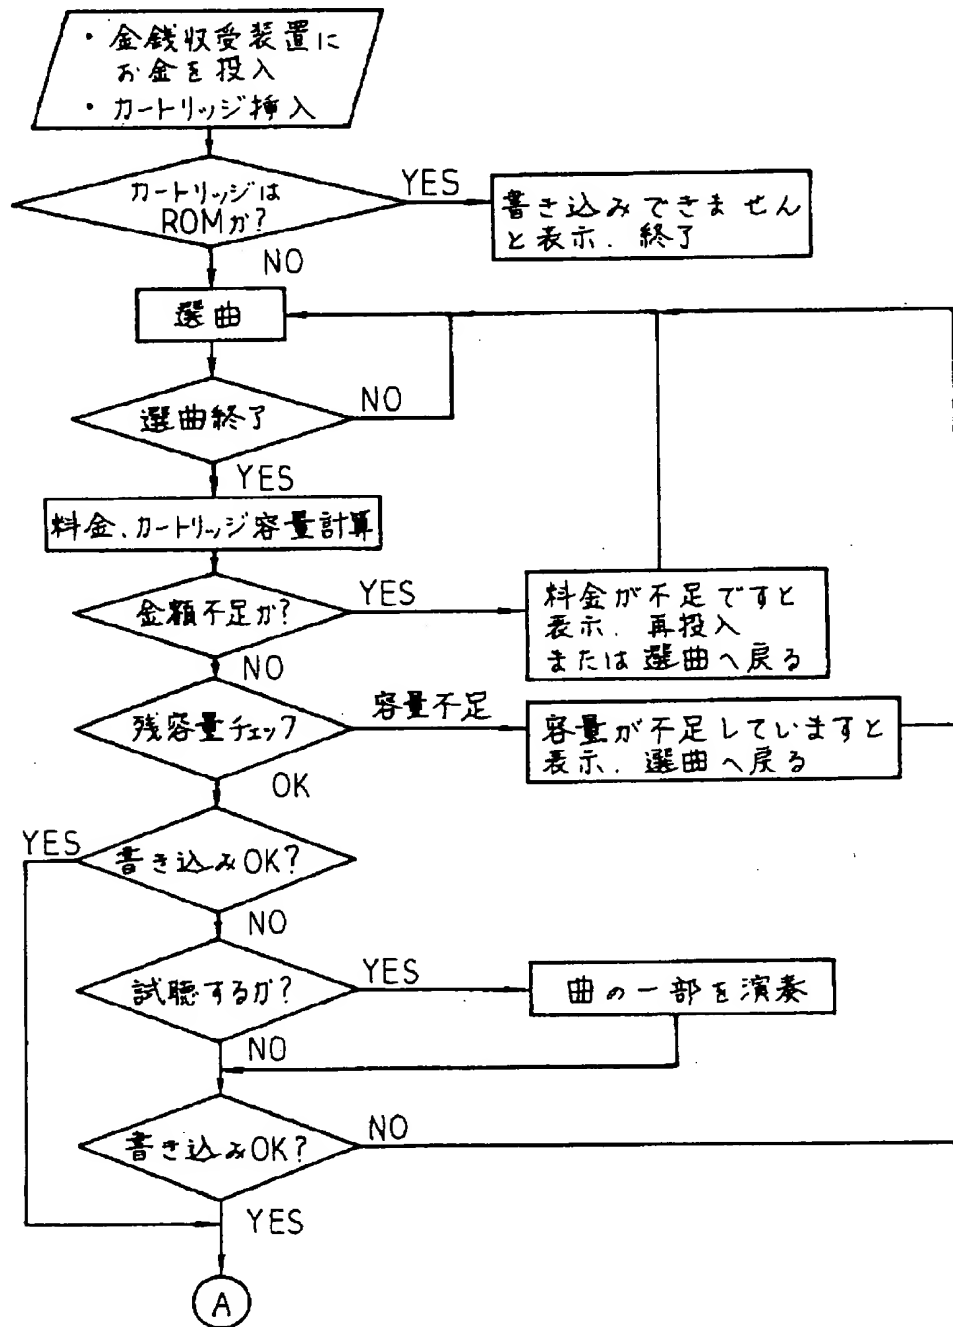 ・金銭収受装置に
お金を投入
・カートリッジ挿入
カートリッジは
ROMか?
YES
書き込みできません
と表示、終了
NO
選曲
選曲終了
NO
YES
料金、カートリッジ容量計算
金額不足か?
YES
料金が不足ですと
表示、再投入
または選曲へ戻る
NO
残容量チェック
容量不足
容量が不足していますと
表示、選曲へ戻る
OK
YES
書き込みOK?
NO
試聴するか?
YES
曲の一部を演奏
NO
書き込みOK?
NO
YES
A